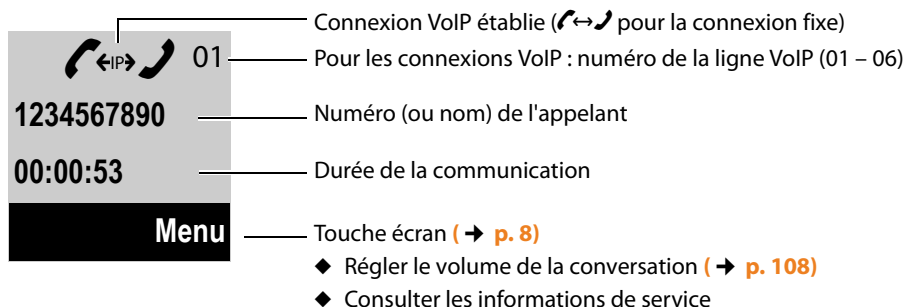 Connexion VoIP établie (↔ pour la connexion fixe)
IP 01
Pour les connexions VoIP : numéro de la ligne VoIP (01 – 06)
1234567890
Numéro (ou nom) de l'appelant
00:00:53
Durée de la communication
Menu
Touche écran (➔ p. 8)
◆ Régler le volume de la conversation (➔ p. 108)
◆ Consulter les informations de service